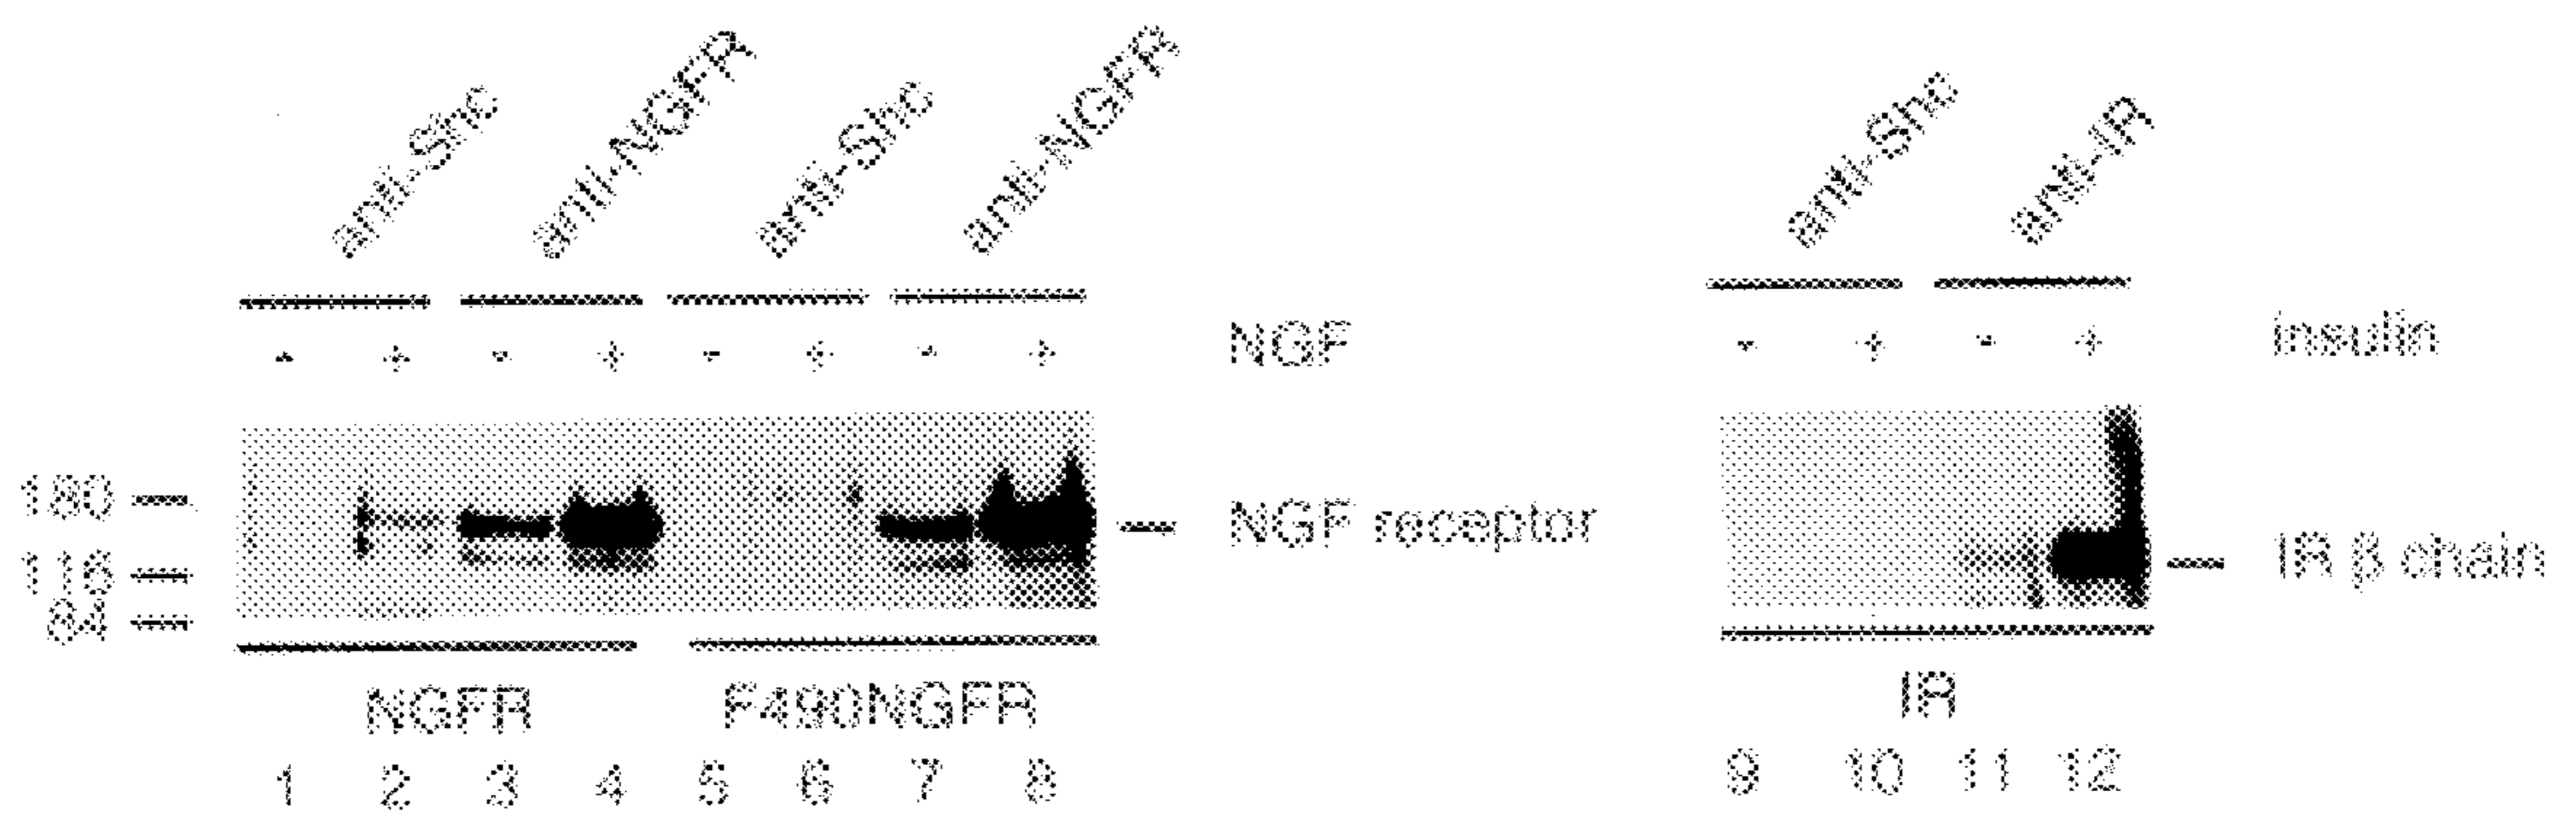 anti-Shc anti-NGFR anti-Shc anti-NGFR anti-Shc anti-IR
- + - + - + - + NGF - + - + insulin
180
116
84
NGF receptor
IR β chain
NGFR F490NGFR IR
1 2 3 4 5 6 7 8 9 10 11 12